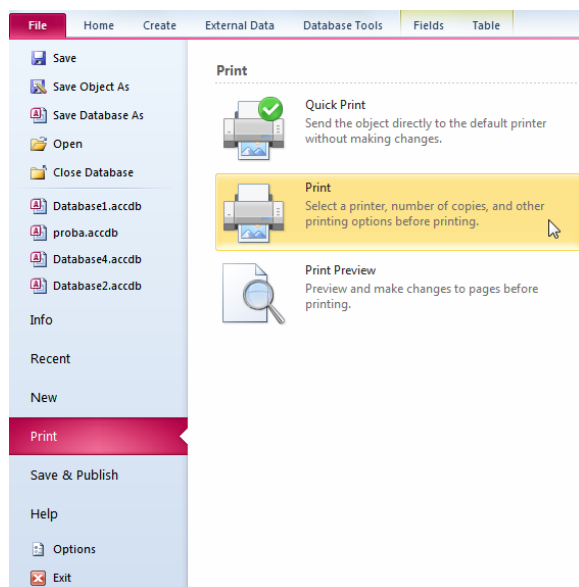 File Home Create External Data Database Tools Fields Table
Save
Save Object As
Save Database As
Open
Close Database
Database1.accdb
proba.accdb
Database4.accdb
Database2.accdb
Info
Recent
New
Print
Save & Publish
Help
Options
Exit
Print
Quick Print
Send the object directly to the default printer
without making changes.
Print
Select a printer, number of copies, and other
printing options before printing.
Print Preview
Preview and make changes to pages before
printing.